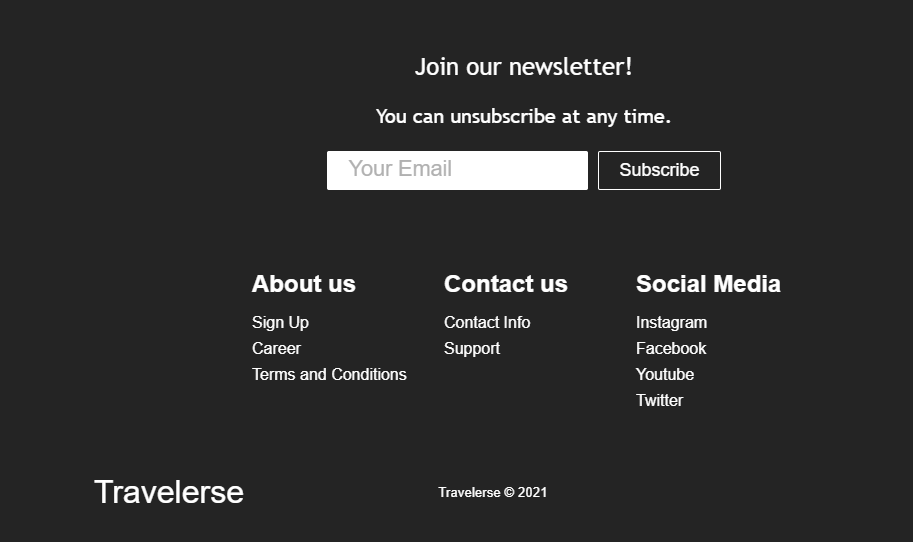 Join our newsletter!
You can unsubscribe at any time.
Your Email
Subscribe
About us
Sign Up
Career
Terms and Conditions
Contact us
Contact Info
Support
Social Media
Instagram
Facebook
Youtube
Twitter
Travelerse
Travelerse © 2021